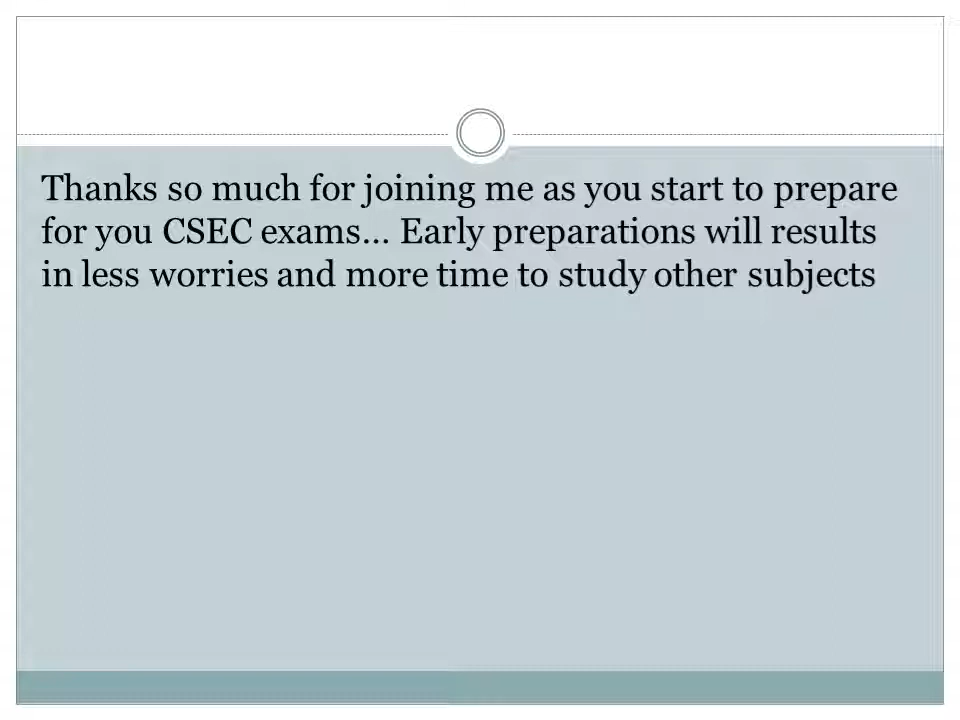 Thanks so much for joining me as you start to prepare
for you CSEC exams... Early preparations will results
in less worries and more time to study other subjects